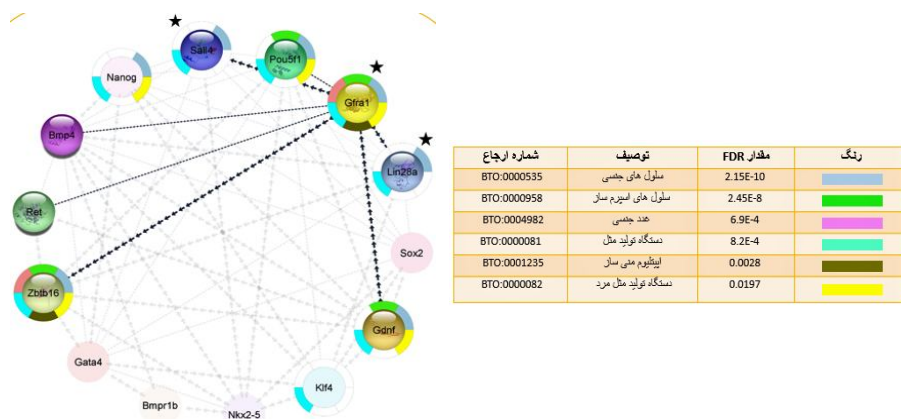 Sall4
Pou5f1
Nanog
Gfra1
Bmp4
Lin28a
Ret
Sox2
Zbtb16
Gdnf
Gata4
Klf4
Bmpr1b
Nkx2-5
رنگ مقدار FDR توصیف شماره ارجاع
2.15E-10 سلول های جنسی BTO:0000535
2.45E-8 سلول های اسپرم ساز BTO:0000958
6.9E-4 غدد جنسی BTO:0004982
8.2E-4 دستگاه تولید مثل BTO:0000081
0.0028 اپیتلیوم منی ساز BTO:0001235
0.0197 دستگاه تولید مثل مرد BTO:0000082